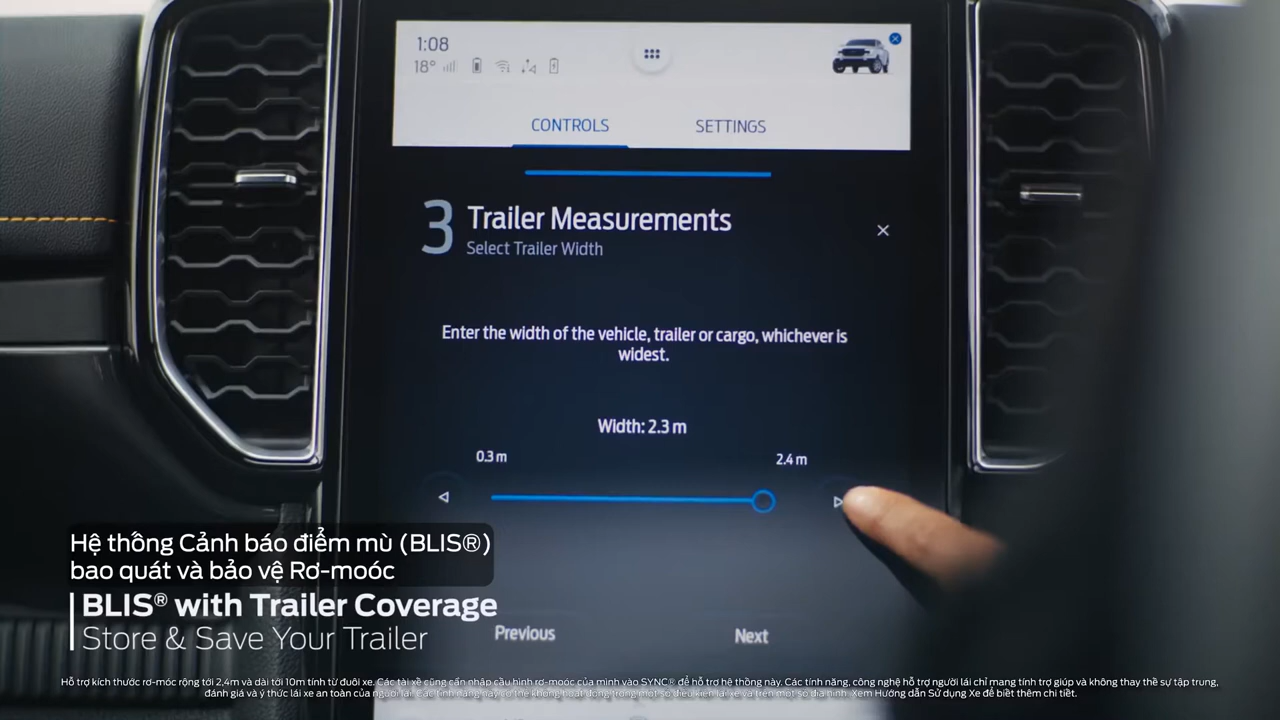 1:08
18°
CONTROLS
SETTINGS
3
Trailer Measurements
Select Trailer Width
Enter the width of the vehicle, trailer or cargo, whichever is
widest.
Width: 2.3 m
0.3 m
2.4 m
Hệ thống Cảnh báo điểm mù (BLIS®)
bao quát và bảo vệ Rơ-moóc
BLIS® with Trailer Coverage
Store & Save Your Trailer
Previous
Next
Hỗ trợ kích thước rơ-móc rộng tới 2,4m và dài tới 10m tính từ đuôi xe. Các tài xế cũng cần nhập cấu hình rơ-moóc của mình vào SYNC® để hỗ trợ hệ thống này. Các tính năng, công nghệ hỗ trợ người lái chỉ mang tính trợ giúp và không thay thế sự tập trung,
đánh giá và ý thức lái xe an toàn của người lái. Các tính năng này có thể không hoạt động trong một số điều kiện lái xe và trên một số địa hình. Xem Hướng dẫn Sử dụng Xe để biết thêm chi tiết.